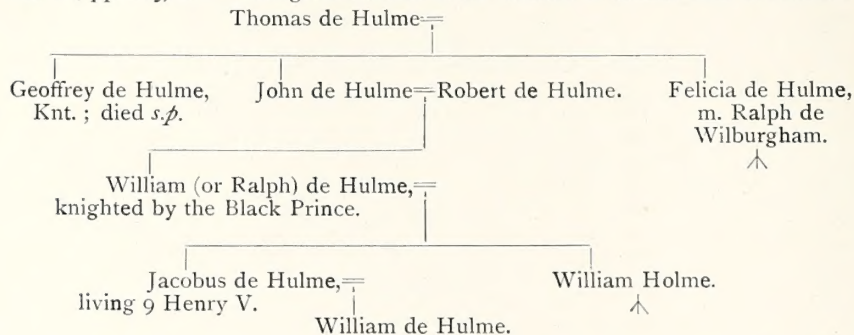 Thomas de Hulme=
Geoffrey de Hulme, John de Hulme=Robert de Hulme. Felicia de Hulme,
Knt. ; died s.p. m. Ralph de
Wilburgham.
William (or Ralph) de Hulme,=
knighted by the Black Prince.
Jacobus de Hulme,= William Holme.
living 9 Henry V.
William de Hulme.